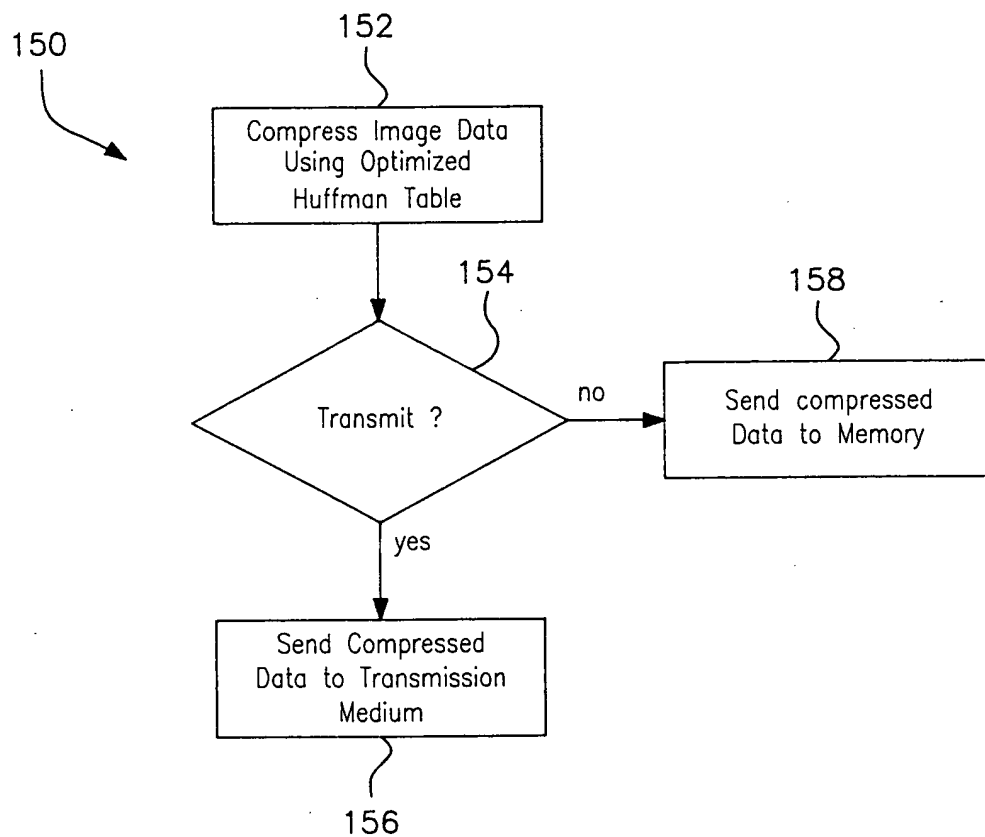 150
152
Compress Image Data
Using Optimized
Huffman Table
154
158
Transmit ?
no
Send compressed
Data to Memory
yes
Send Compressed
Data to Transmission
Medium
156